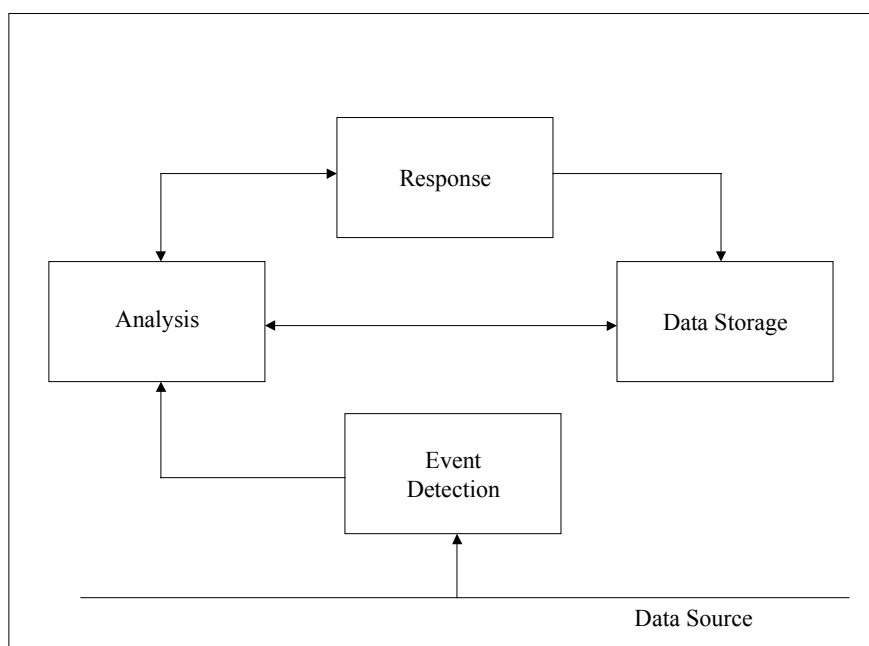 Response
Analysis
Data Storage
Event
Detection
Data Source